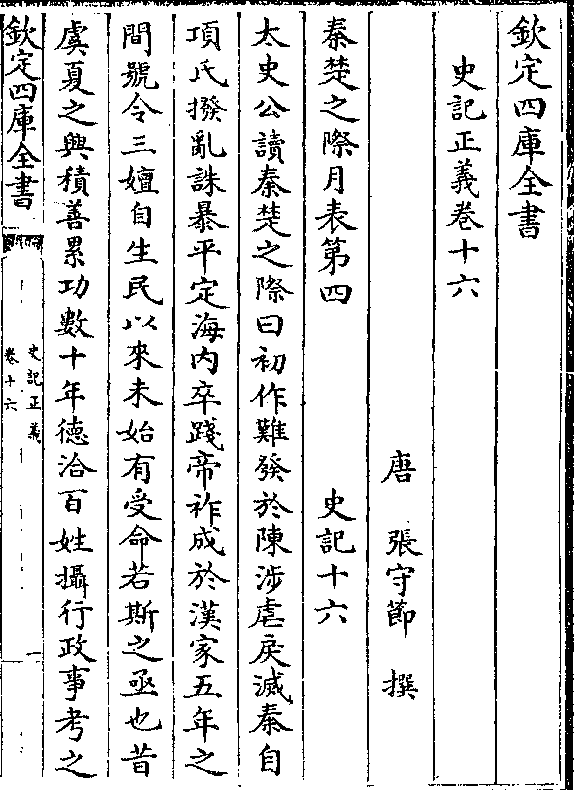 欽定四庫全書
史記正義卷十六
唐　張守節　撰
秦楚之際月表第四　史記十六
太史公讀秦楚之際曰初作難發於陳涉虐戾滅秦自
項氏撥亂誅暴平定海内卒踐帝祚成於漢家五年之
間號令三嬗自生民以來未始有受命若斯之亟也昔
虞夏之興積善累功數十年德洽百姓攝行政事考之
欽定四庫全書
史記正義
卷十六
一